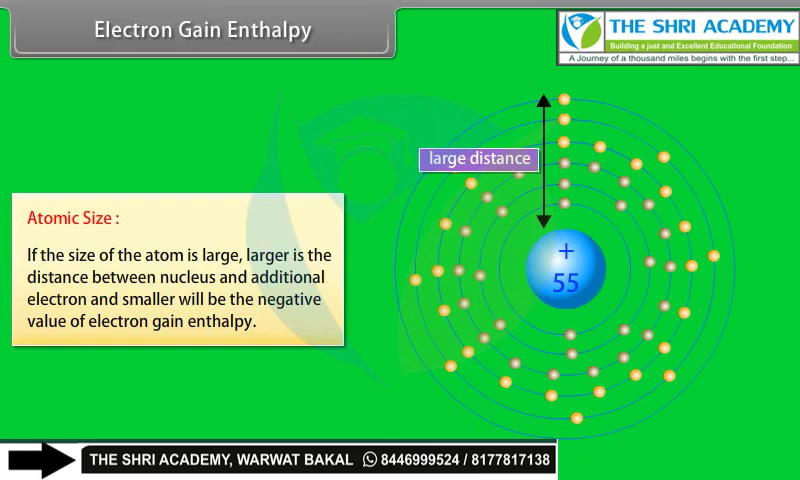 Electron Gain Enthalpy
THE SHRI ACADEMY
Building a just and Excellent Educational Foundation
A Journey of a thousand miles begins with the first step...
large distance
Atomic Size :
If the size of the atom is large, larger is the
distance between nucleus and additional
electron and smaller will be the negative
value of electron gain enthalpy.
+
55
THE SHRI ACADEMY, WARWAT BAKAL 8446999524 / 8177817138